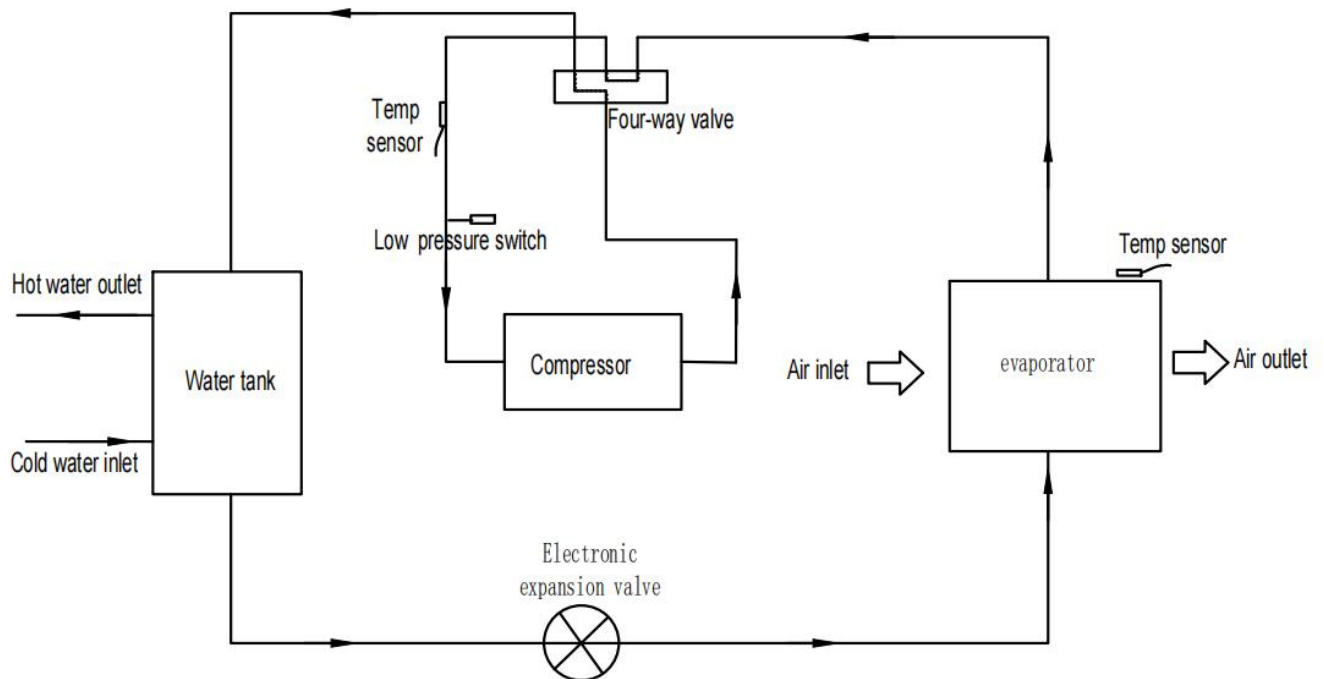 Temp
sensor
Four-way valve
Low pressure switch
Temp sensor
Hot water outlet
Water tank
Compressor
Air inlet
evaporator
Air outlet
Cold water inlet
Electronic
expansion valve